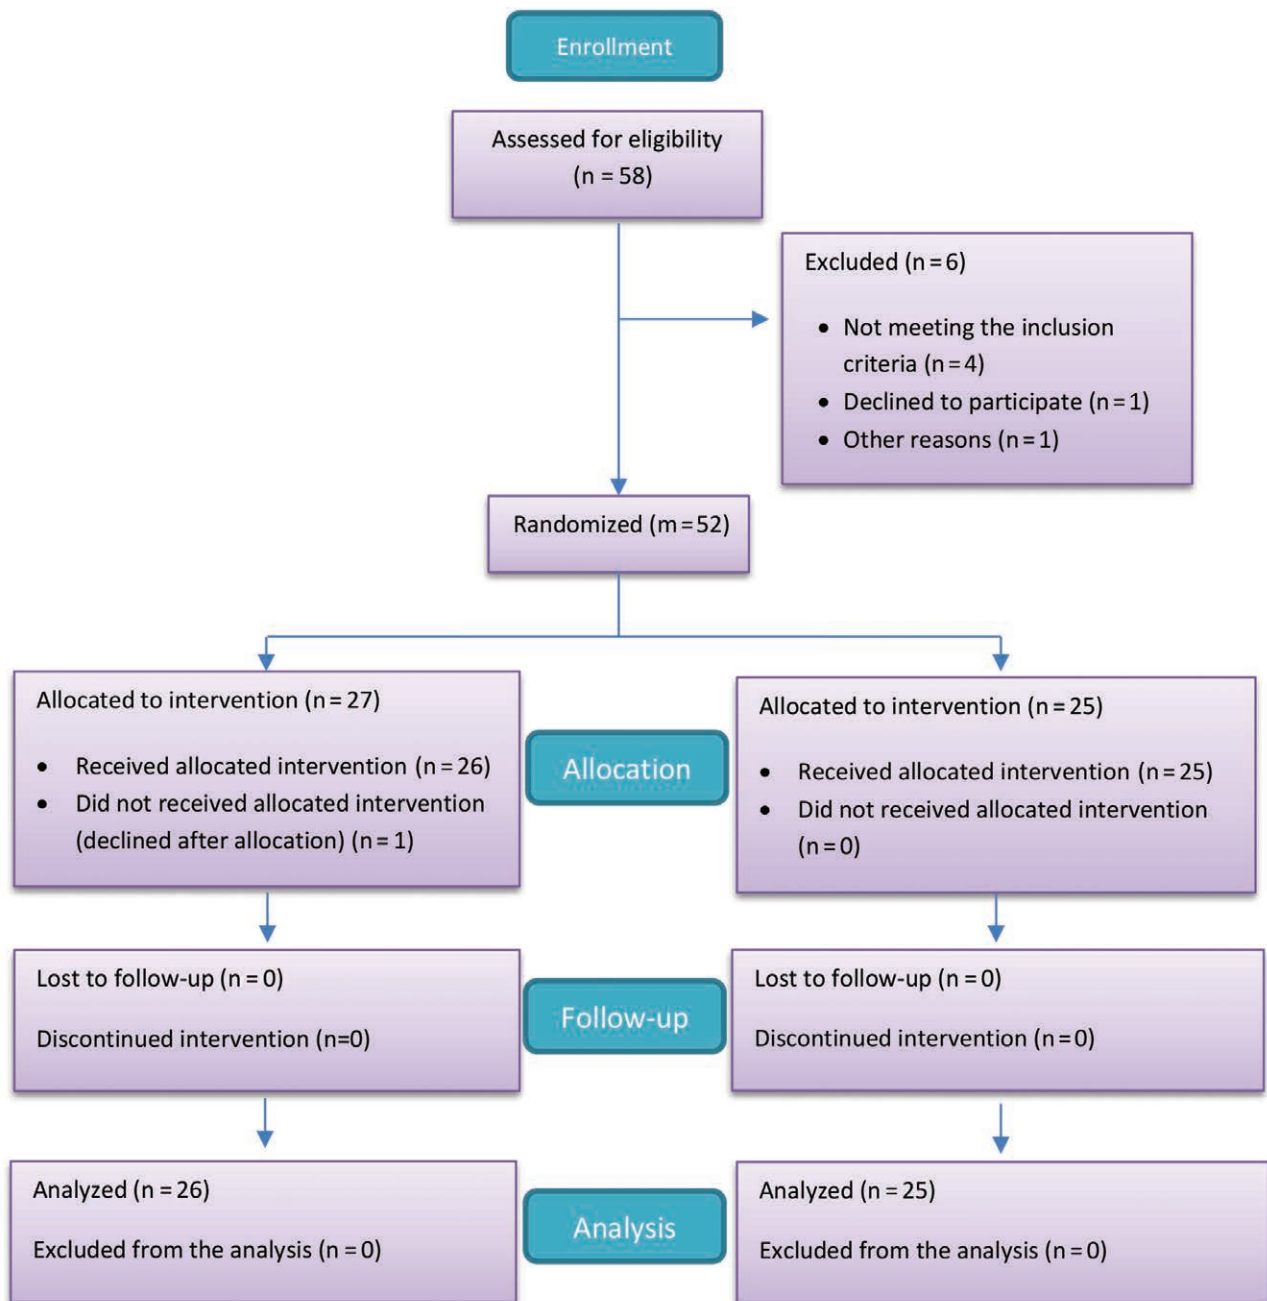 Enrollment
Assessed for eligibility
(n = 58)
Excluded (n = 6)
• Not meeting the inclusion
criteria (n = 4)
• Declined to participate (n = 1)
• Other reasons (n = 1)
Randomized (m = 52)
Allocated to intervention (n = 27)
• Received allocated intervention (n = 26)
• Did not received allocated intervention
(declined after allocation) (n = 1)
Allocation
Allocated to intervention (n = 25)
• Received allocated intervention (n = 25)
• Did not received allocated intervention
(n = 0)
Lost to follow-up (n = 0)
Discontinued intervention (n=0)
Follow-up
Lost to follow-up (n = 0)
Discontinued intervention (n = 0)
Analyzed (n = 26)
Excluded from the analysis (n = 0)
Analysis
Analyzed (n = 25)
Excluded from the analysis (n = 0)